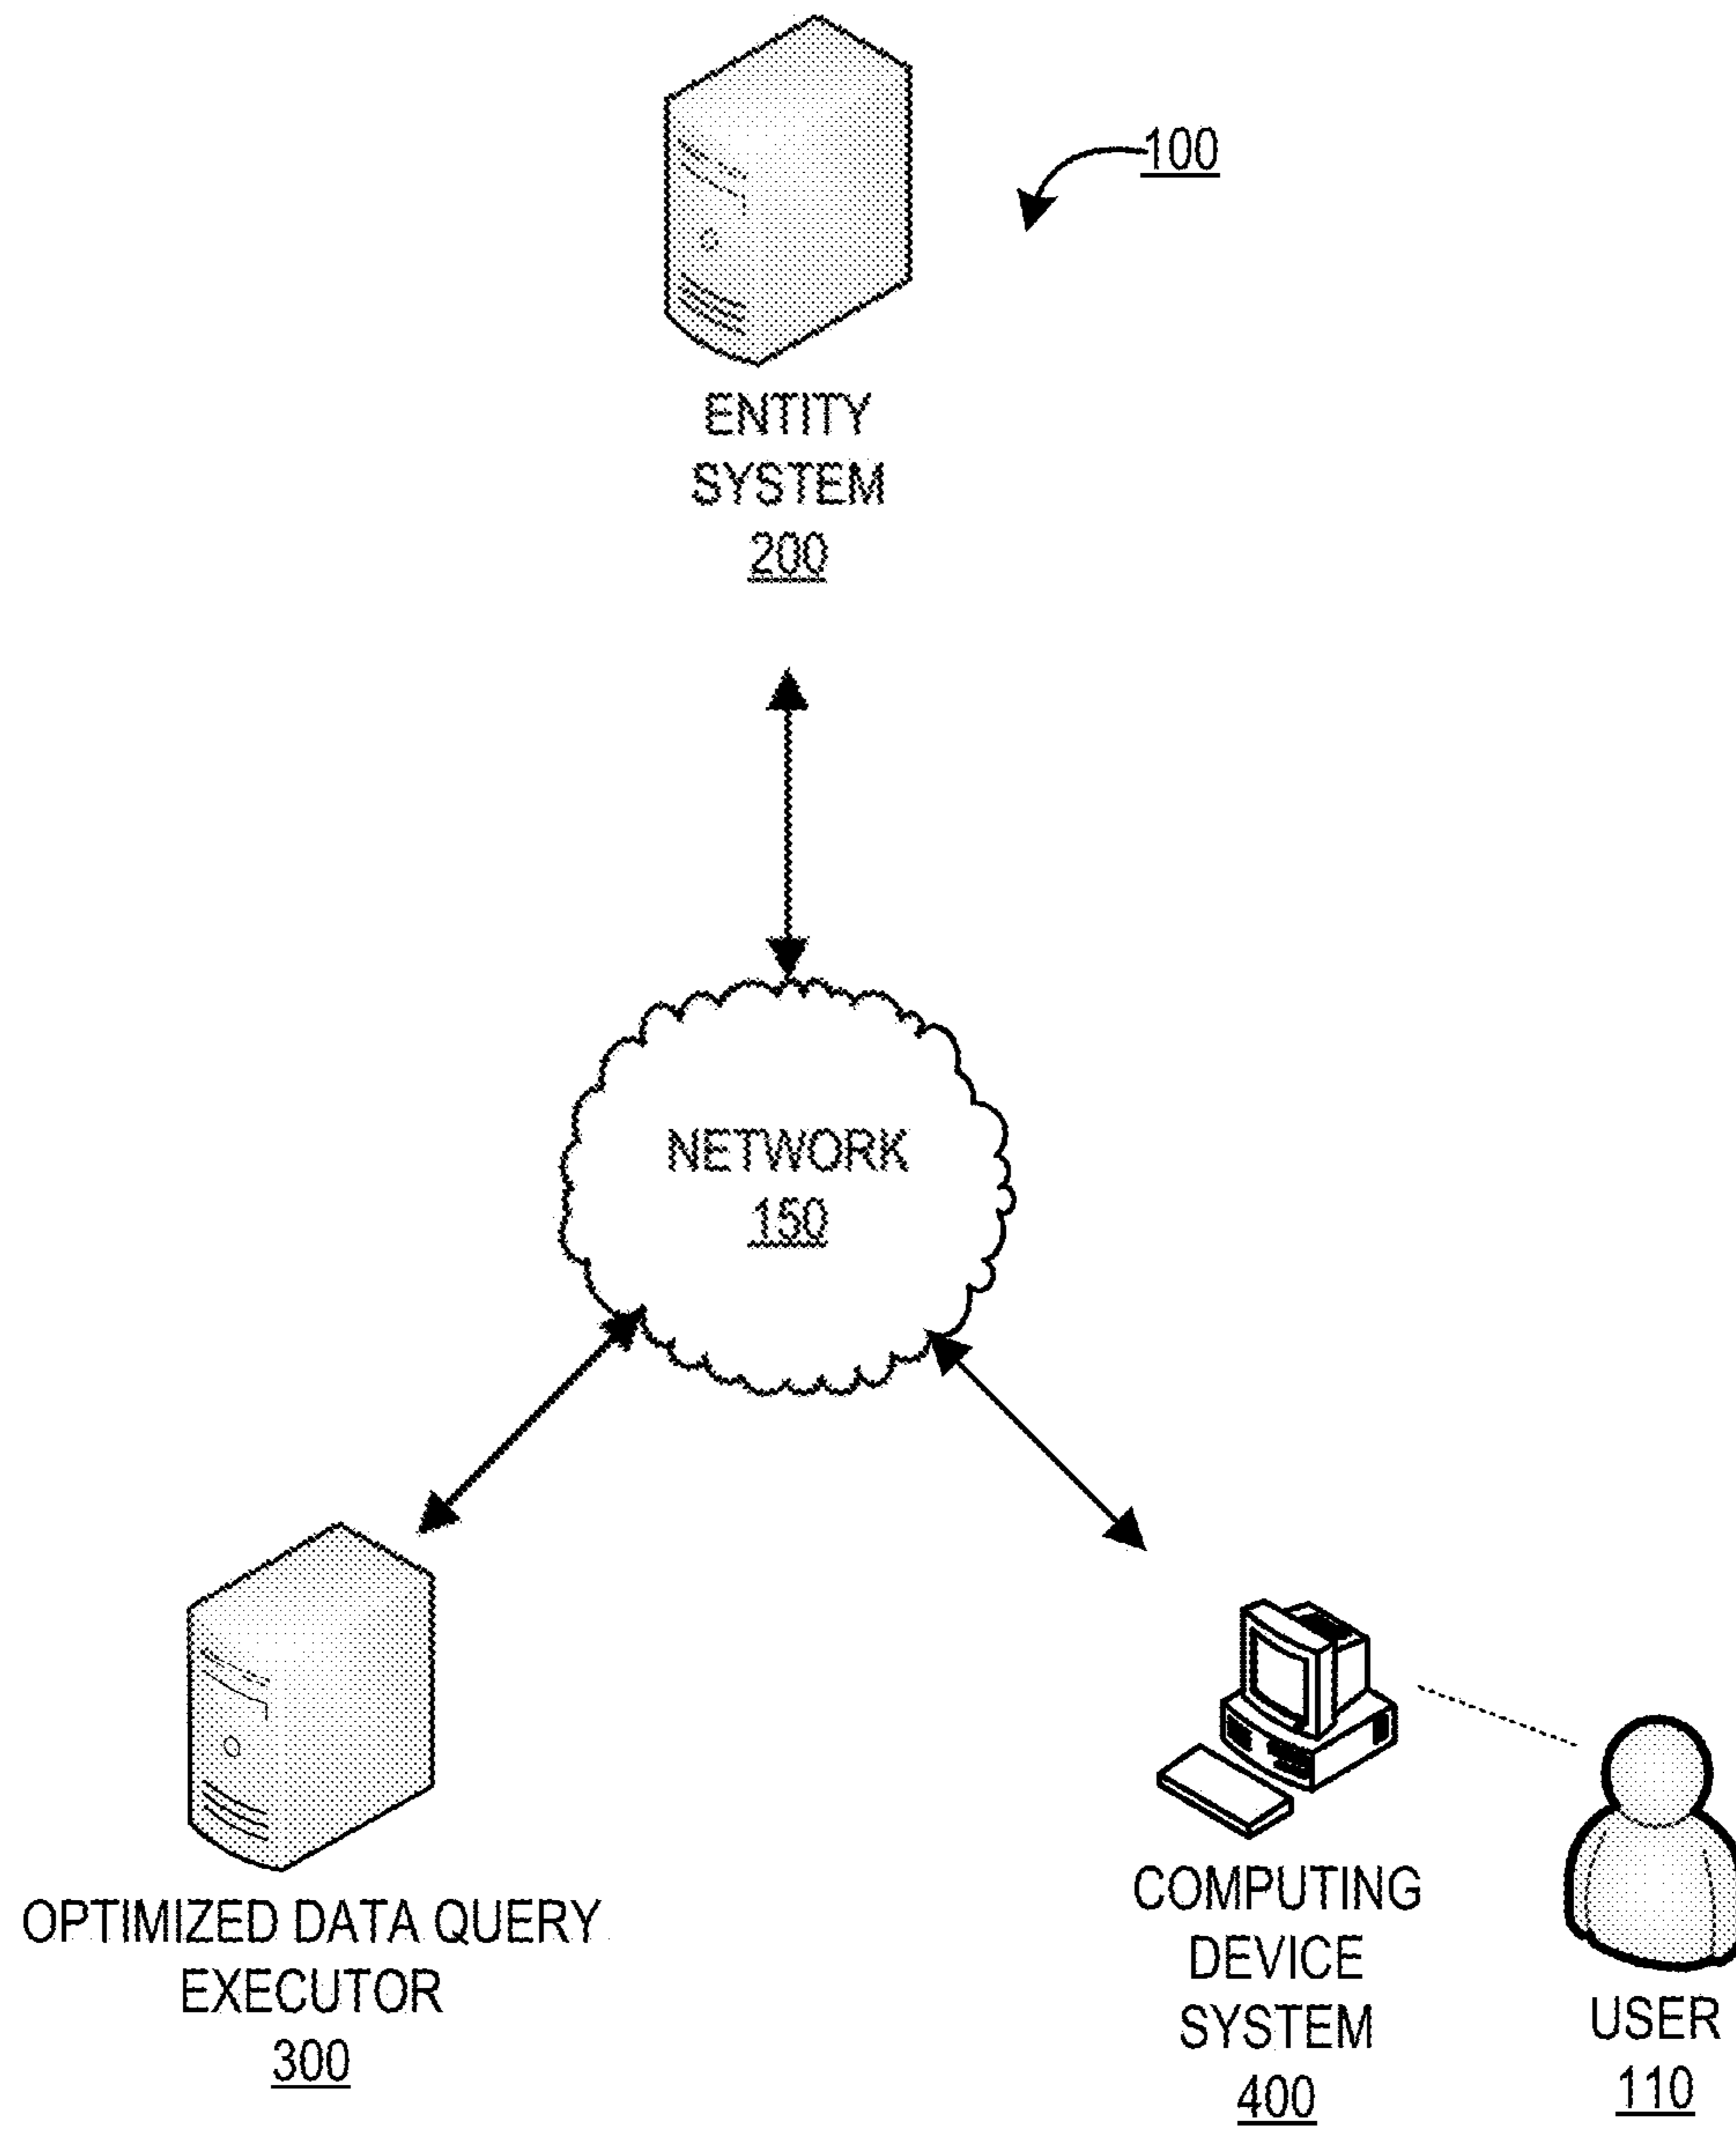 100
ENTITY
SYSTEM
200
NETWORK
150
OPTIMIZED DATA QUERY
EXECUTOR
300
COMPUTING
DEVICE
SYSTEM
400
USER
110